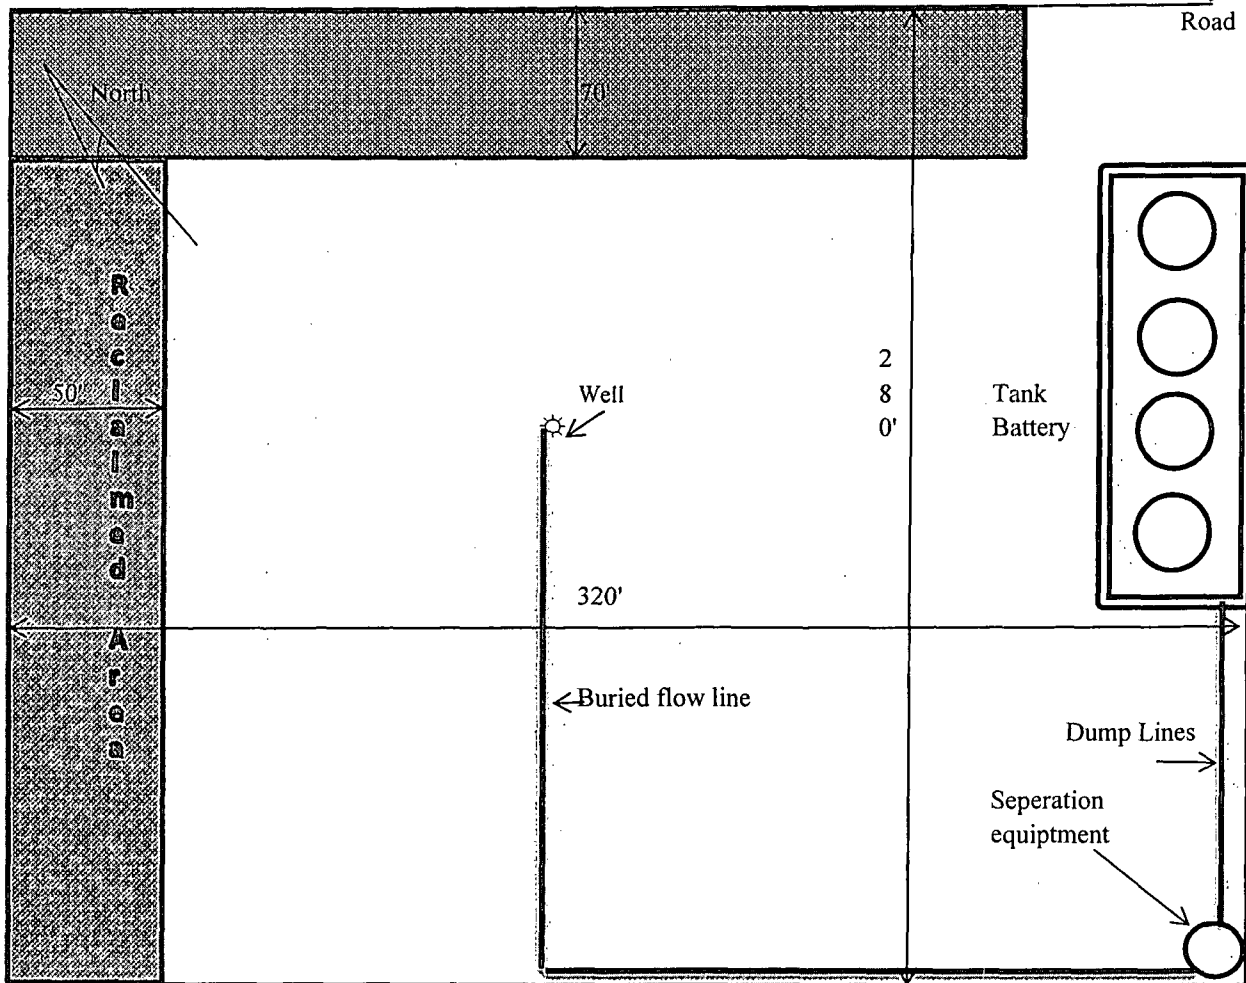 Road
North
70'
Reclaimed Area
50'
Well
2
8
0'
Tank
Battery
320'
Buried flow line
Dump Lines
Seperation
equiptment